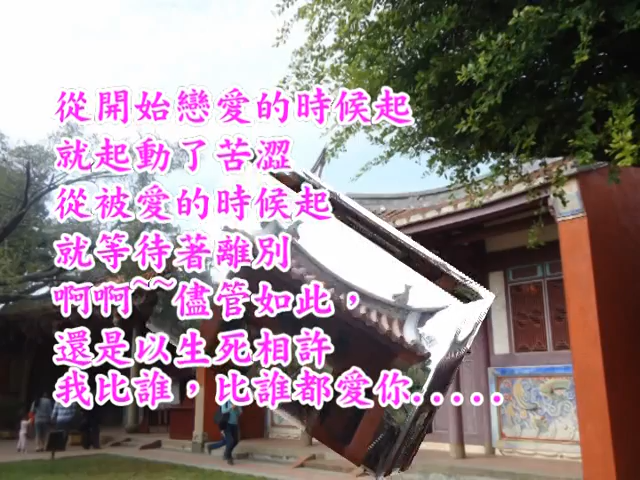 從開始戀愛的時候起
就起動了苦澀
從被愛的時候起
就等待著離別
啊啊~~儘管如此，
還是以生死相許
我比誰，比誰都愛你.....